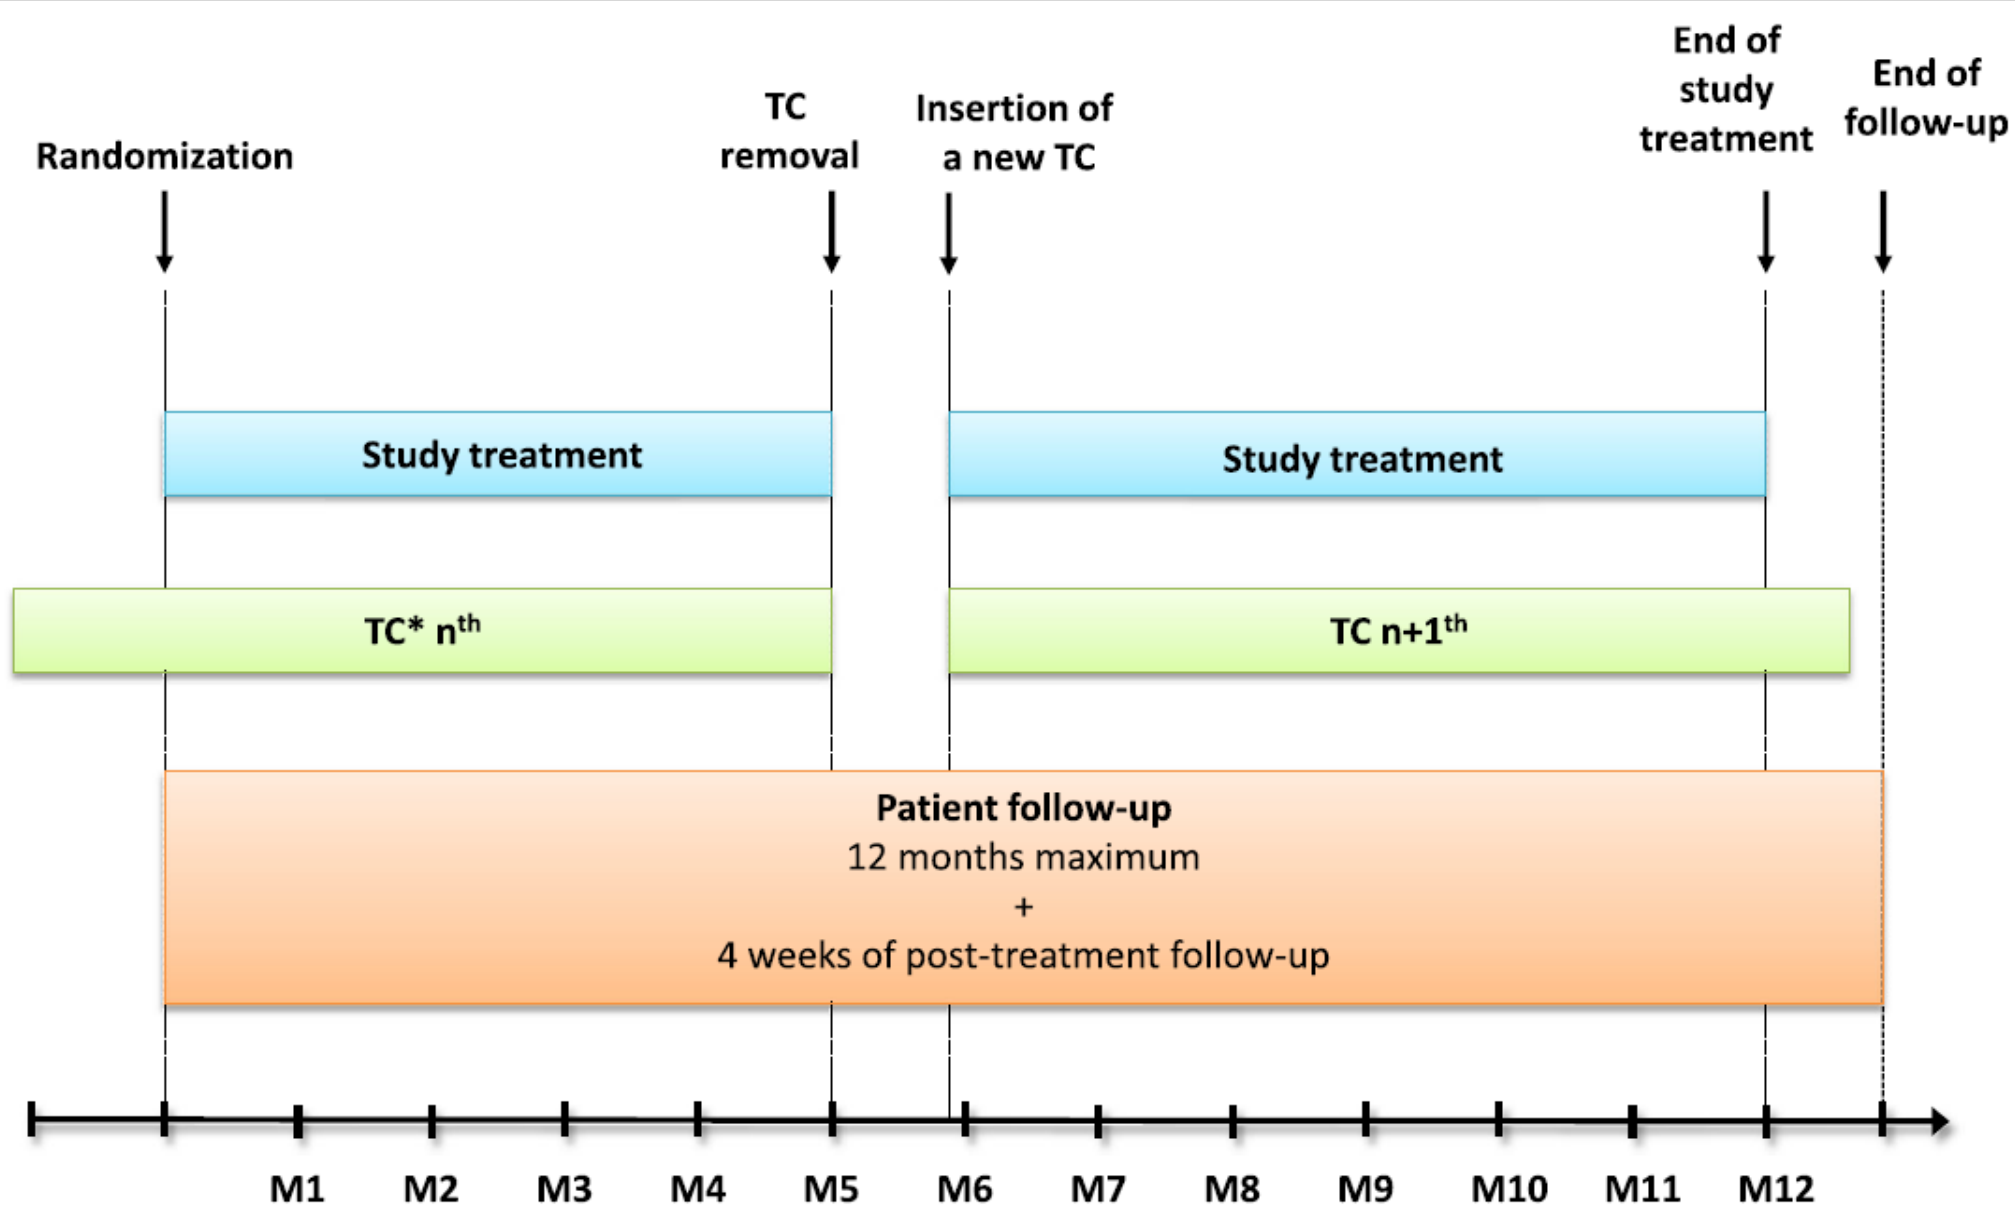 Randomization
TC
removal
Insertion of
a new TC
End of
study
treatment
End of
follow-up
Study treatment
Study treatment
TC* nth
TC n+1th
Patient follow-up
12 months maximum
+
4 weeks of post-treatment follow-up
M1 M2 M3 M4 M5 M6 M7 M8 M9 M10 M11 M12